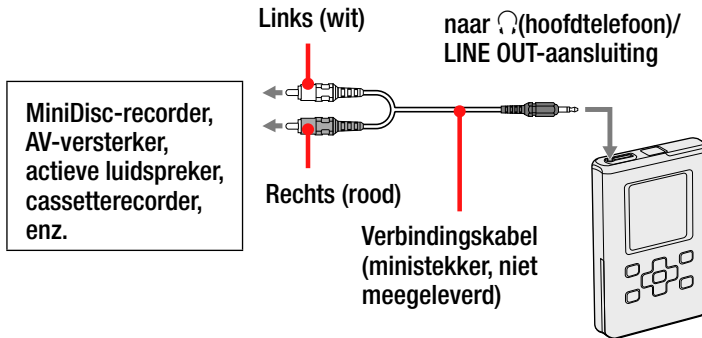 Links (wit)
naar (hoofdtelefoon)/
LINE OUT-aansluiting
MiniDisc-recorder,
AV-versterker,
actieve luidspreker,
cassetterecorder,
enz.
Rechts (rood)
Verbindingskabel
(ministekker, niet
meegeleverd)